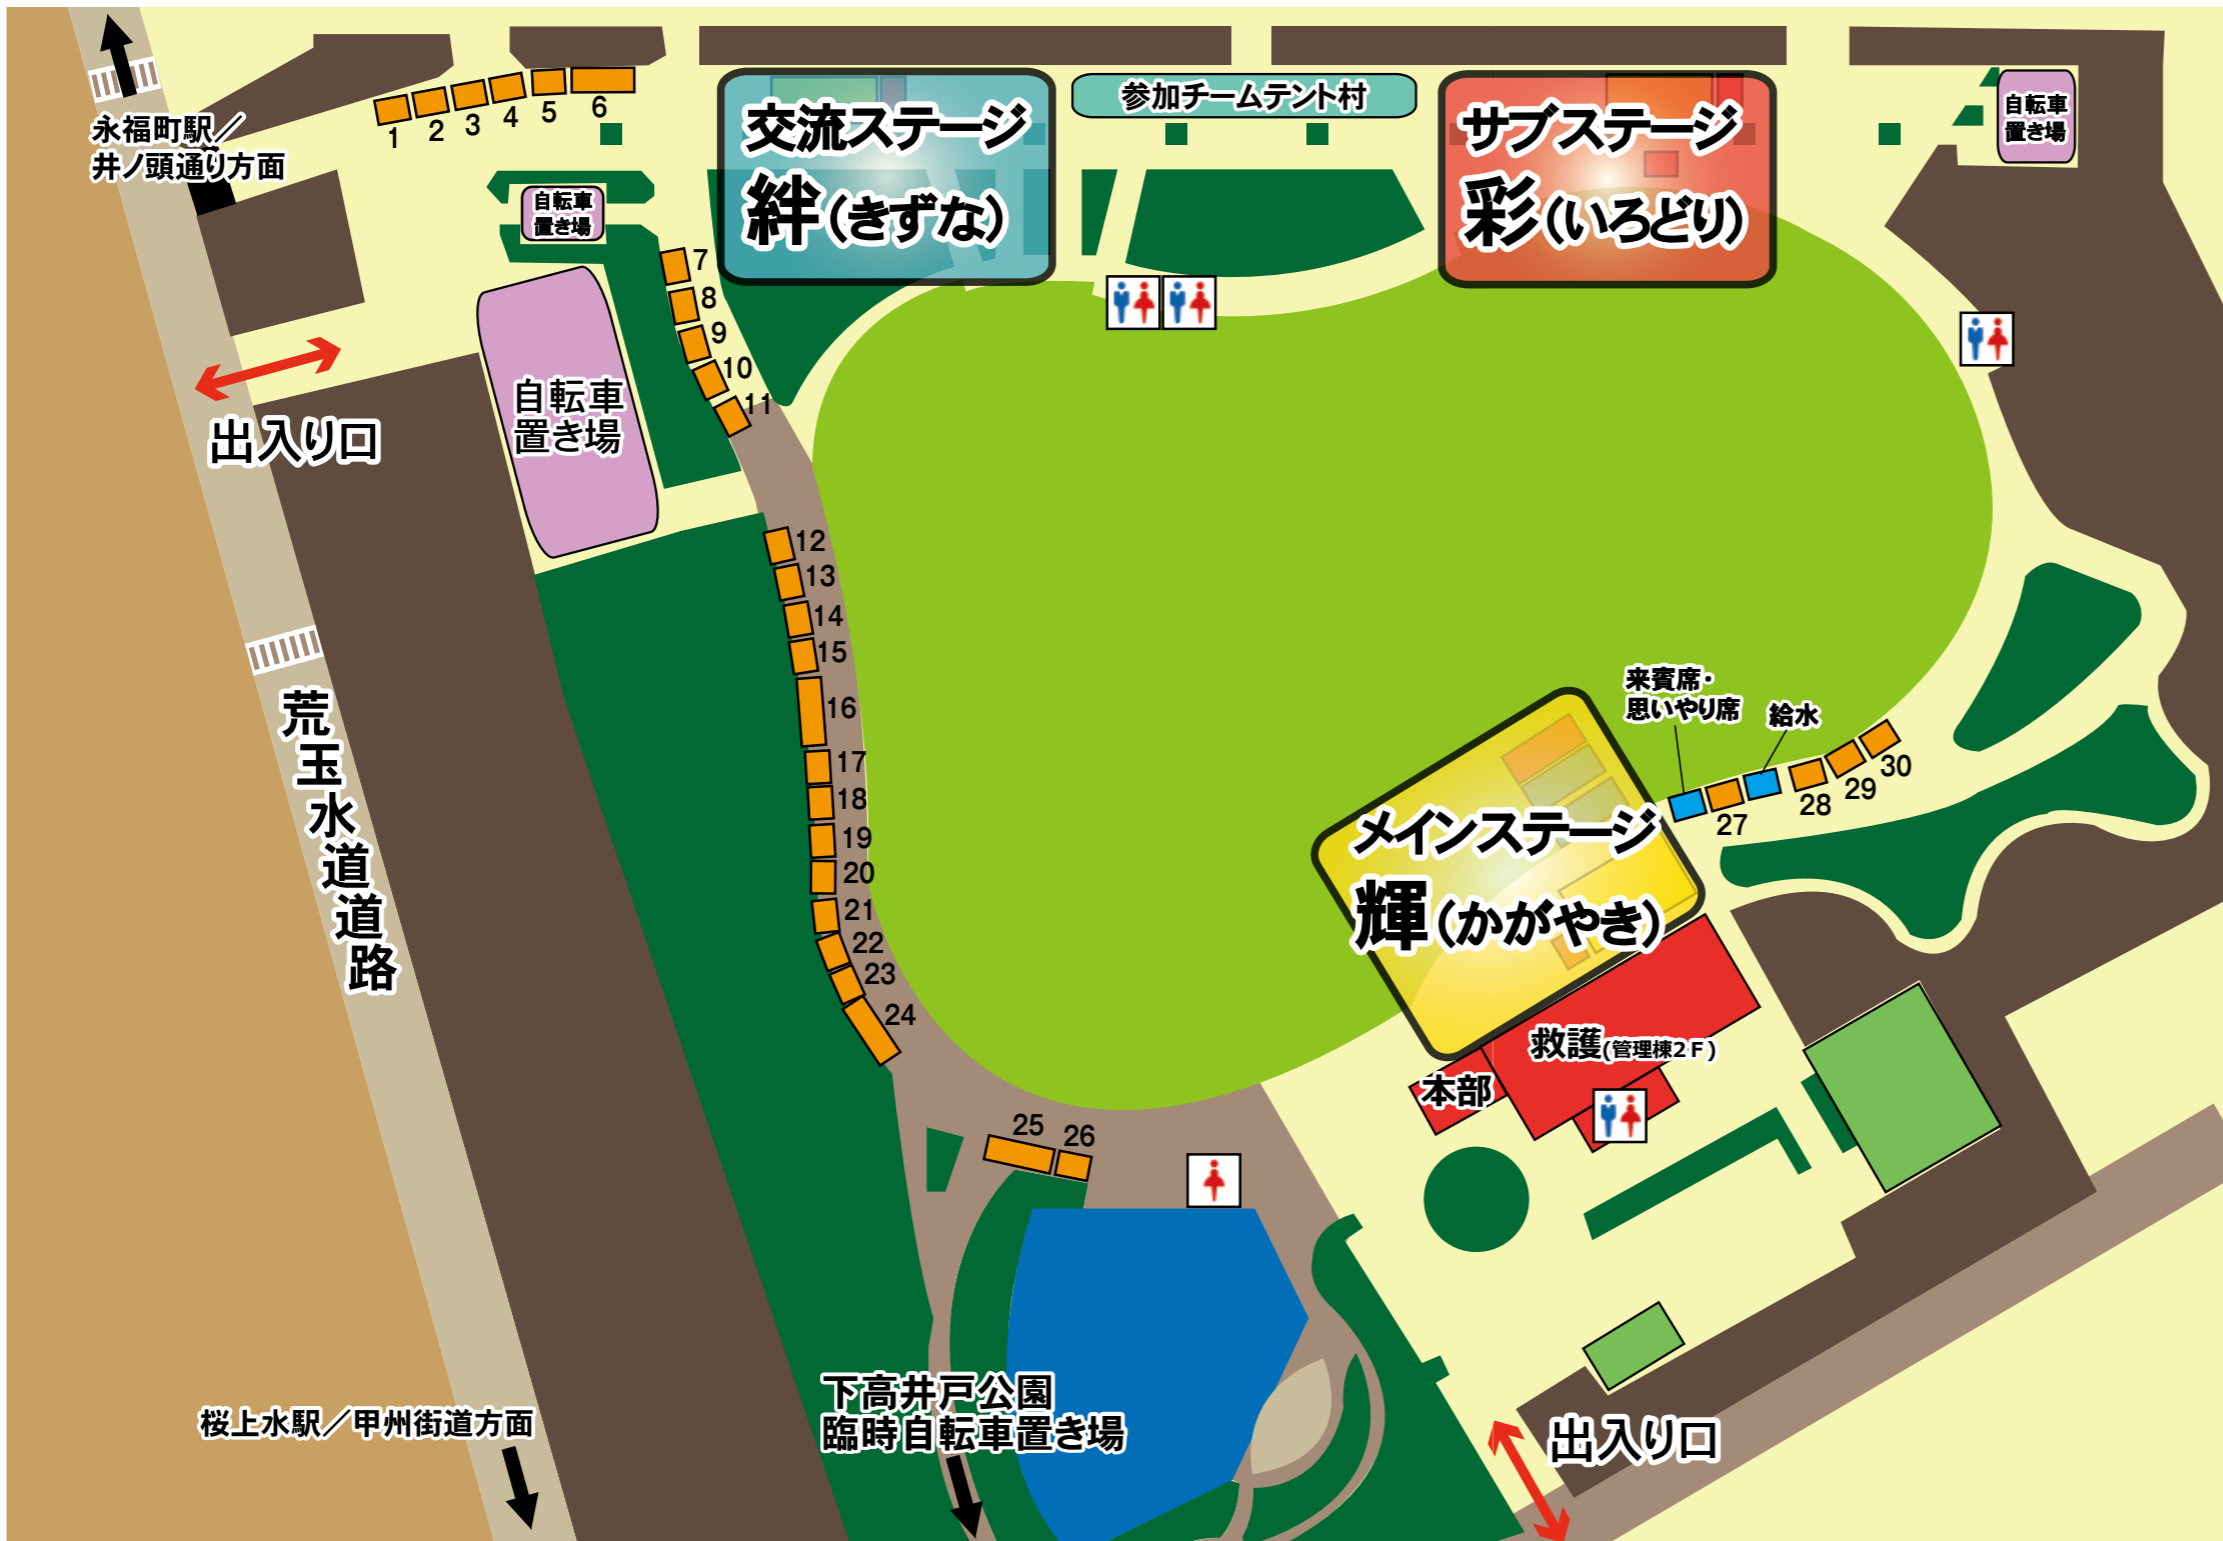 永福町駅／
井ノ頭通り方面
1
2
3
4
5
6
交流ステージ
絆(きずな)
参加チームテント村
サブステージ
彩(いろどり)
自転車
置き場
自転車
置き場
7
8
9
10
11
自転車
置き場
出入り口
12
13
14
15
16
17
18
19
20
21
22
23
24
荒玉水道道路
来賓席・
思いやり席
給水
27
28
29
30
メインステージ
輝(かがやき)
救護(管理棟2F)
本部
25
26
下高井戸公園
臨時自転車置き場
桜上水駅／甲州街道方面
出入り口